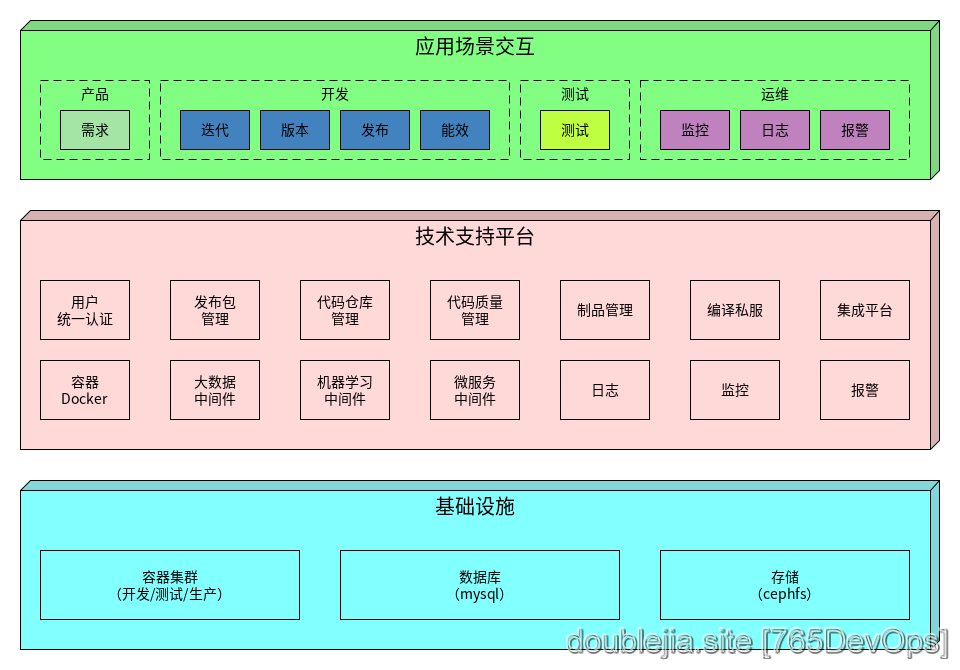 应用场景交互
产品
开发
测试
运维
需求
迭代
版本
发布
能效
测试
监控
日志
报警
技术支持平台
用户
统一认证
发布包
管理
代码仓库
管理
代码质量
管理
制品管理
编译私服
集成平台
容器
Docker
大数据
中间件
机器学习
中间件
微服务
中间件
日志
监控
报警
基础设施
容器集群
（开发/测试/生产）
数据库
（mysql）
存储
（cephfs）
doublejia.site [765DevOps]